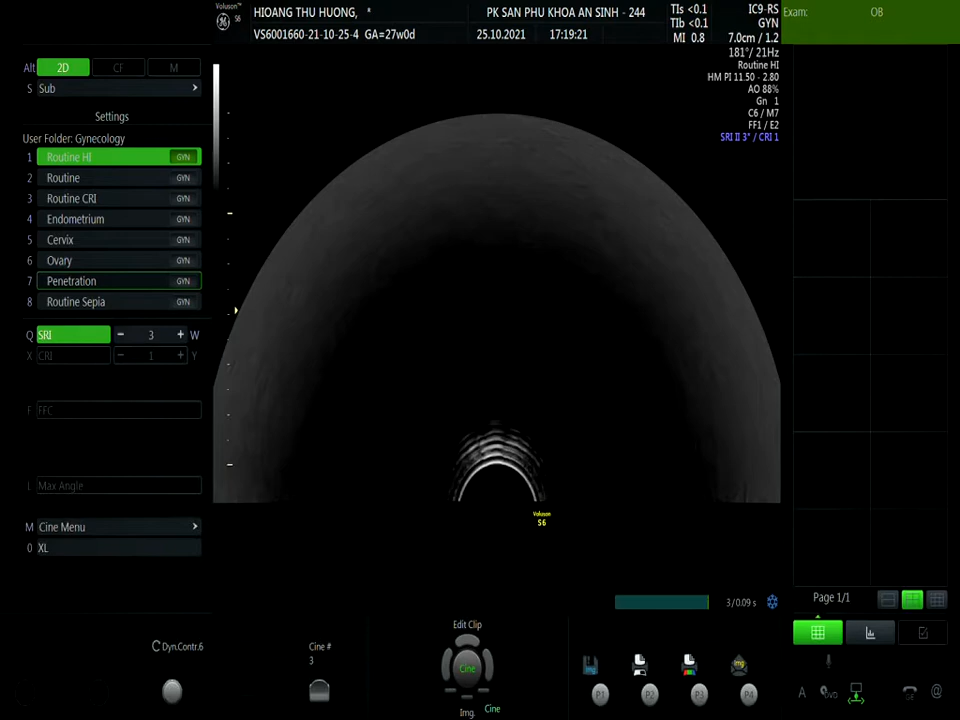 Voluson™
S6
HIOANG THU HUONG, *
PK SAN PHU KHOA AN SINH - 244
VS6001660-21-10-25-4 GA=27w0d
25.10.2021
17:19:21
TIs <0.1
TIb <0.1
MI 0.8
IC9-RS
GYN
7.0cm / 1.2
181°/ 21Hz
Routine HI
HM PI 11.50 - 2.80
AO 88%
Gn 1
C6 / M7
FF1 / E2
SRI II 3° / CRI 1
Exam: OB
Alt 2D CF M
S Sub >
Settings
User Folder: Gynecology
1 Routine HI GYN
2 Routine GYN
3 Routine CRI GYN
4 Endometrium GYN
5 Cervix GYN
6 Ovary GYN
7 Penetration GYN
8 Routine Sepia GYN
Q SRI − 3 + W
X CRI − 1 + Y
F FFC
L Max Angle
M Cine Menu >
0 XL
Voluson
S6
3/0.09 s
Page 1/1
C Dyn.Contr.6
Cine #
3
Edit Clip
Cine
Img.
Cine
Img
P1
P2
P3
P4
A
DVD
@